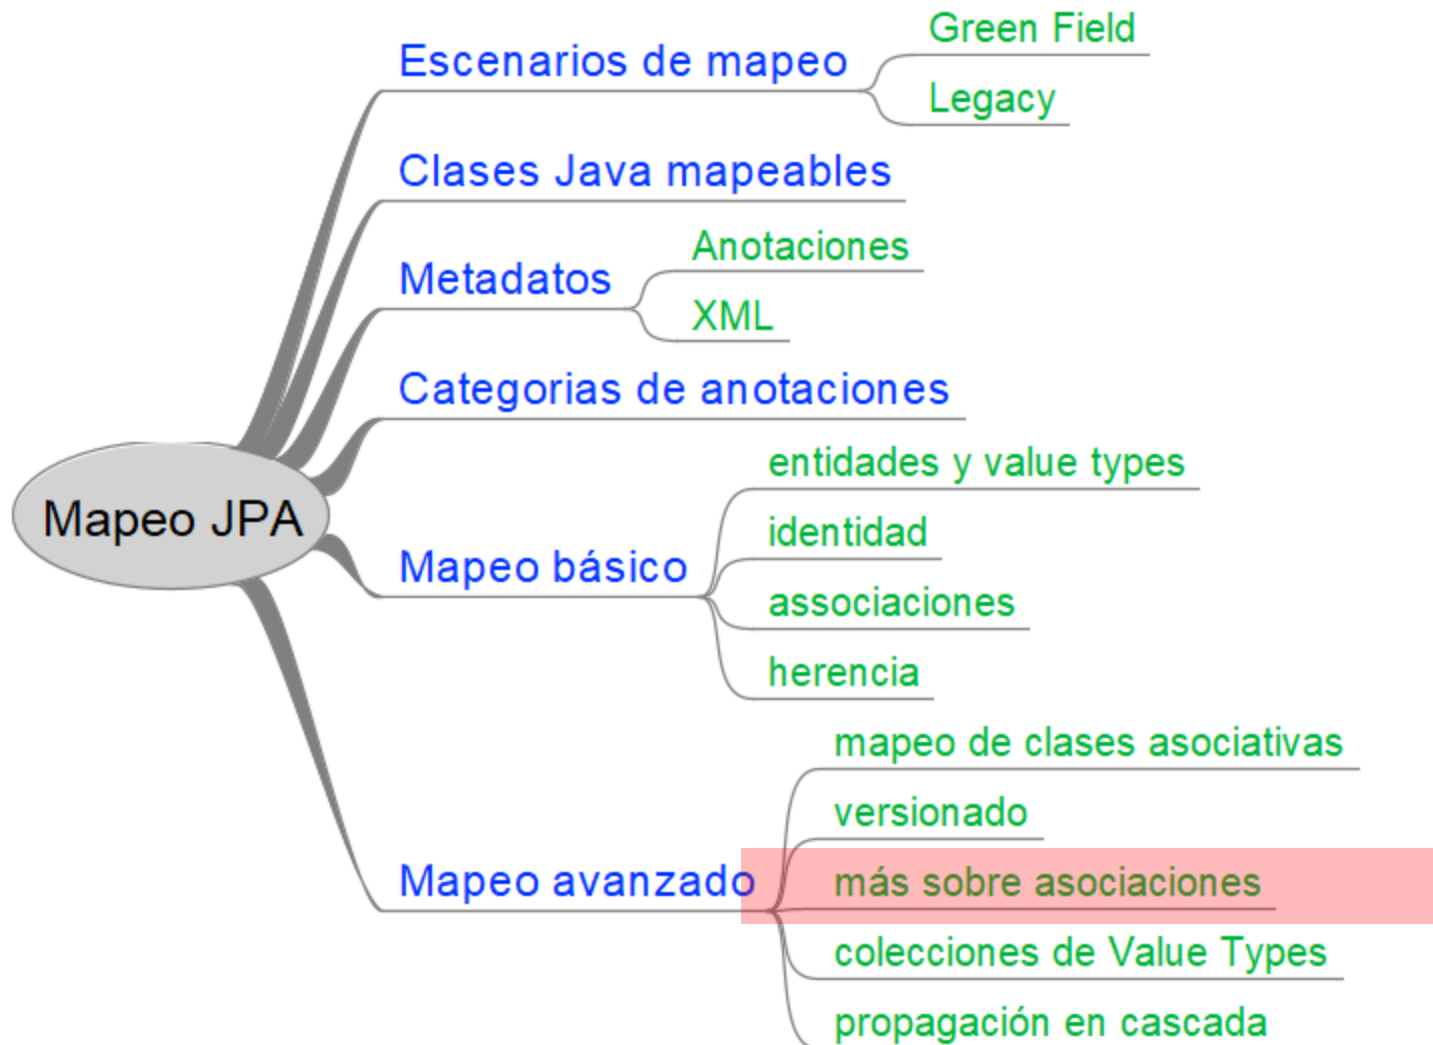 Mapeo JPA
Escenarios de mapeo
Green Field
Legacy
Clases Java mapeables
Metadatos
Anotaciones
XML
Categorias de anotaciones
Mapeo básico
entidades y value types
identidad
associaciones
herencia
Mapeo avanzado
mapeo de clases asociativas
versionado
más sobre asociaciones
colecciones de Value Types
propagación en cascada